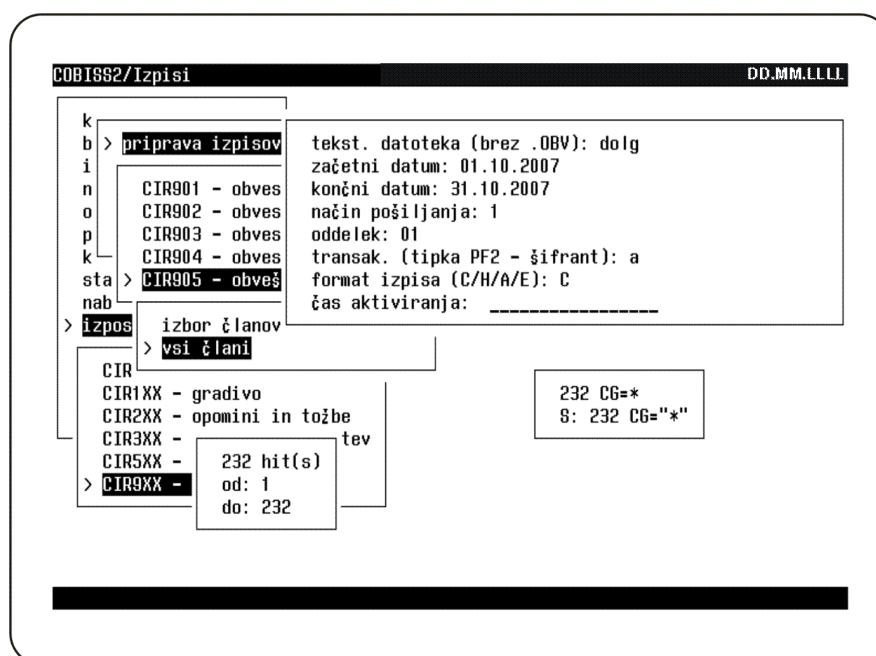 COBISS2/Izpisi DD.MM.LLLL
k
b > priprava izpisov
i
n
o
p
k
sta
nab
> izpos
tekst. datoteka (brez .OBV): dolg
začetni datum: 01.10.2007
končni datum: 31.10.2007
način pošiljanja: 1
oddelek: 01
transak. (tipka PF2 - šifrant): a
format izpisa (C/H/A/E): C
čas aktiviranja: _________________
CIR901 - obves
CIR902 - obves
CIR903 - obves
CIR904 - obves
> CIR905 - obveš
izbor članov
> vsi člani
CIR
CIR1XX - gradivo
CIR2XX - opomini in tožbe
CIR3XX - tev
CIR5XX -
> CIR9XX -
232 hit(s)
od: 1
do: 232
232 CG=*
S: 232 CG="*"